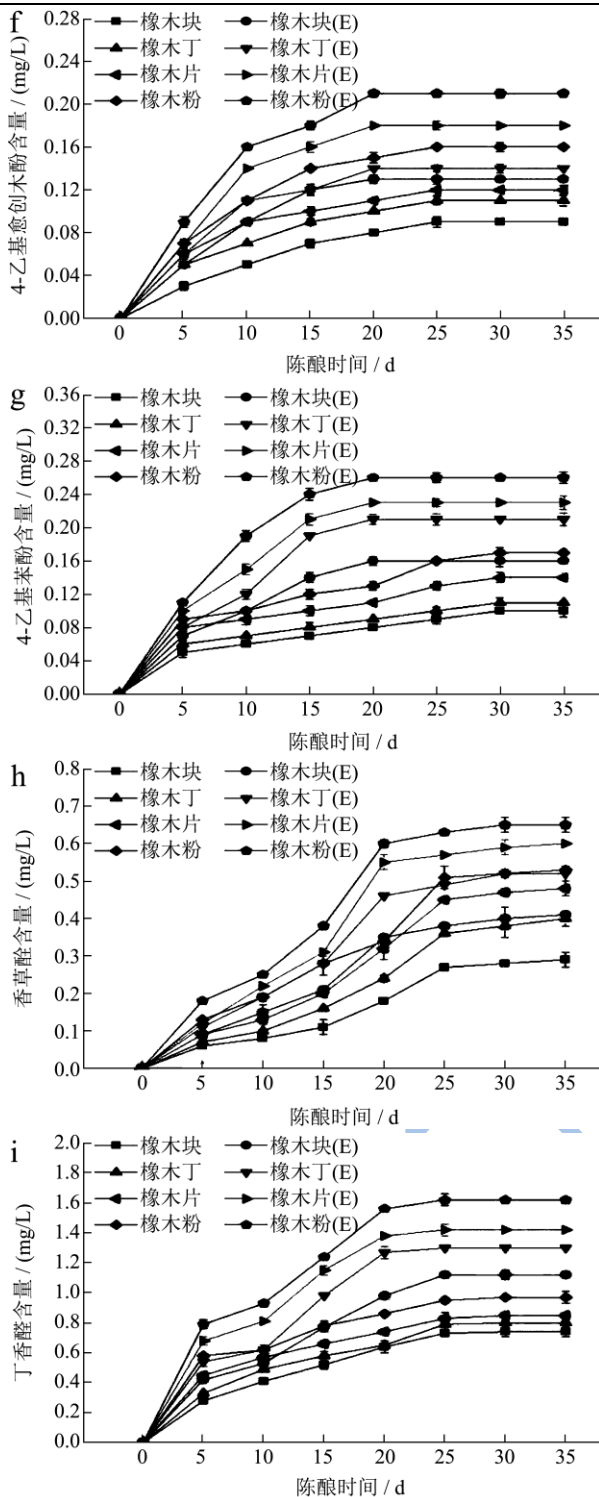 f
4-乙基愈创木酚含量 / (mg/L)
0.28
0.24
0.20
0.16
0.12
0.08
0.04
0.00
橡木块 橡木块(E)
橡木丁 橡木丁(E)
橡木片 橡木片(E)
橡木粉 橡木粉(E)
0 5 10 15 20 25 30 35
陈酿时间 / d
g
4-乙基苯酚含量 / (mg/L)
0.36
0.32
0.28
0.24
0.20
0.16
0.12
0.08
0.04
0.00
橡木块 橡木块(E)
橡木丁 橡木丁(E)
橡木片 橡木片(E)
橡木粉 橡木粉(E)
0 5 10 15 20 25 30 35
陈酿时间 / d
h
香草酫含量 / (mg/L)
0.8
0.7
0.6
0.5
0.4
0.3
0.2
0.1
0.0
橡木块 橡木块(E)
橡木丁 橡木丁(E)
橡木片 橡木片(E)
橡木粉 橡木粉(E)
0 5 10 15 20 25 30 35
陈酿时间 / d
i
丁香醛含量 / (mg/L)
2.0
1.8
1.6
1.4
1.2
1.0
0.8
0.6
0.4
0.2
0.0
橡木块 橡木块(E)
橡木丁 橡木丁(E)
橡木片 橡木片(E)
橡木粉 橡木粉(E)
0 5 10 15 20 25 30 35
陈酿时间 / d